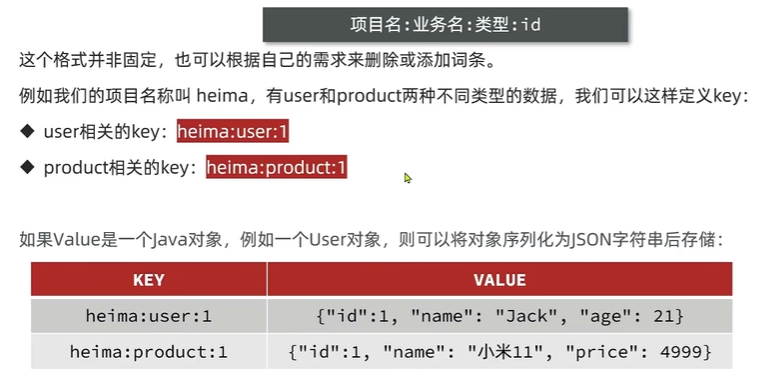 项目名:业务名:类型:id
这个格式并非固定，也可以根据自己的需求来删除或添加词条。
例如我们的项目名称叫 heima，有user和product两种不同类型的数据，我们可以这样定义key：
◆ user相关的key：heima:user:1
◆ product相关的key：heima:product:1
如果Value是一个Java对象，例如一个User对象，则可以将对象序列化为JSON字符串后存储：
KEY VALUE
heima:user:1 {"id":1, "name": "Jack", "age": 21}
heima:product:1 {"id":1, "name": "小米11", "price": 4999}